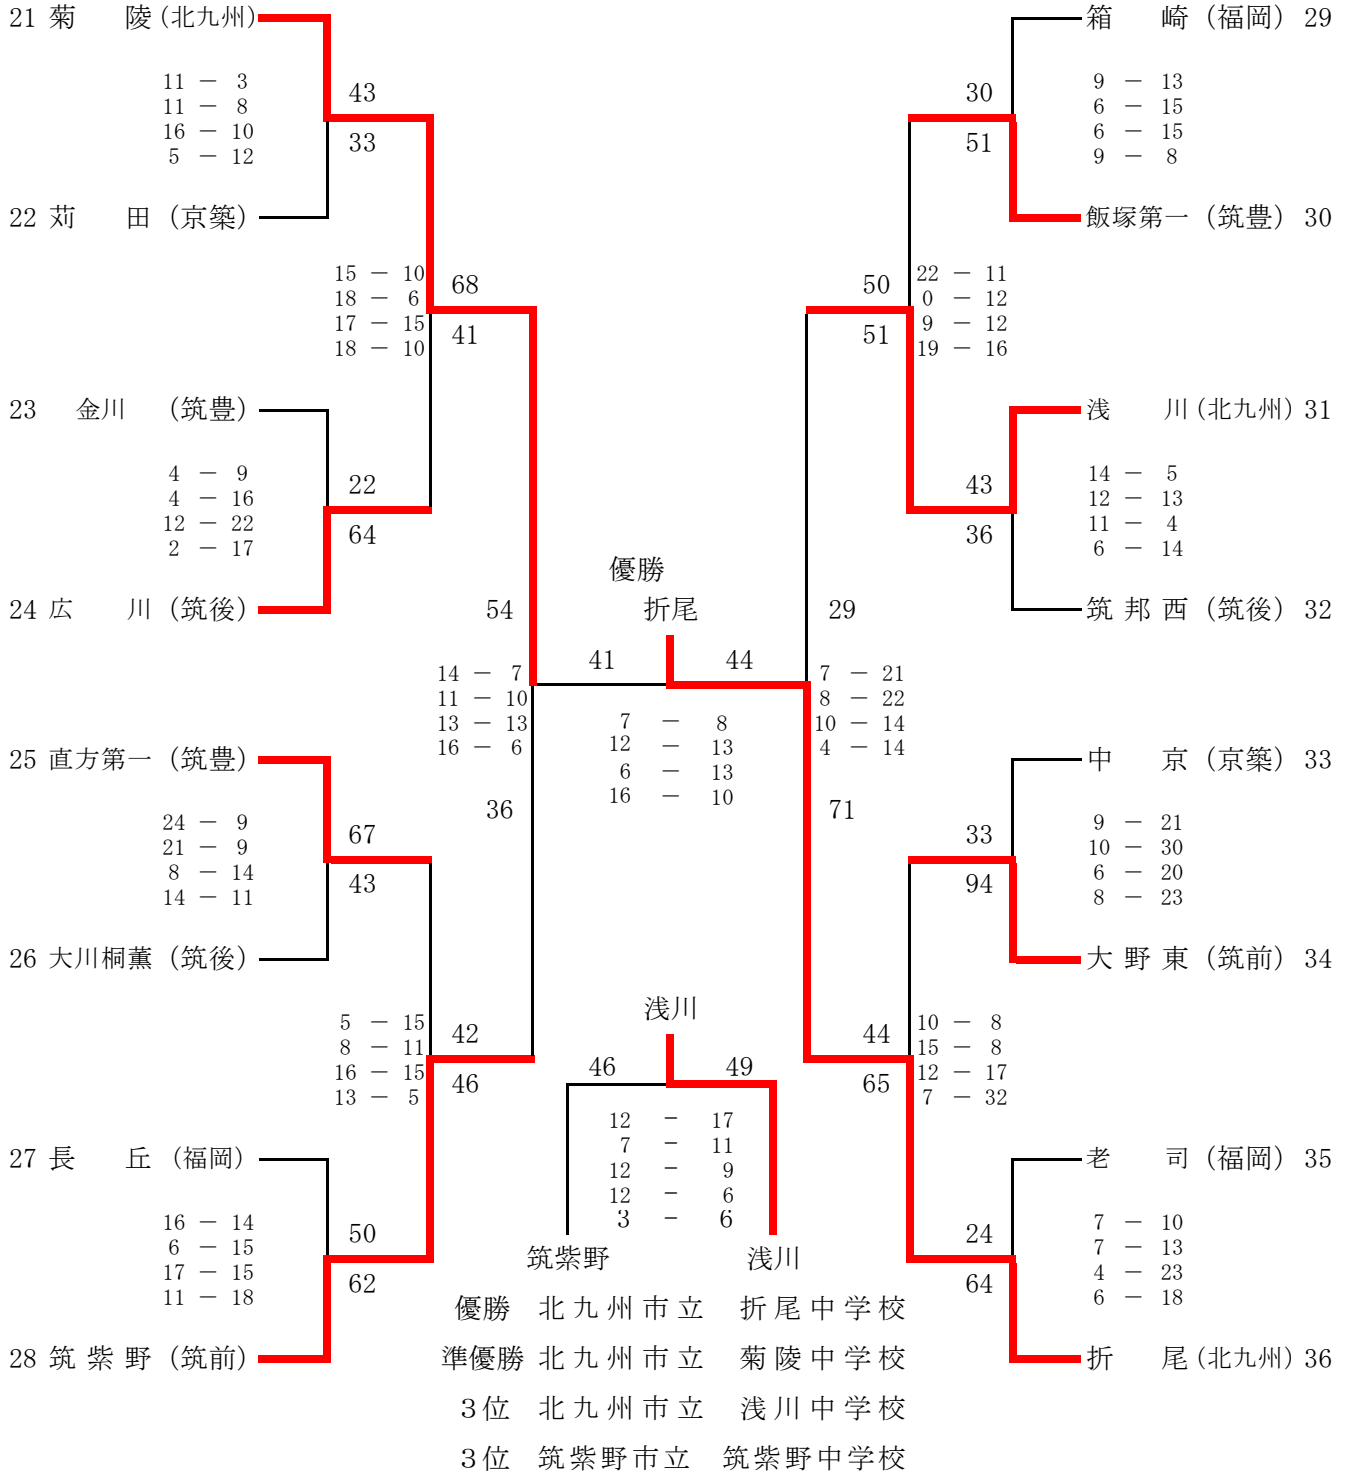 21 菊 陵 (北九州)
11 － 3
11 － 8
16 － 10
5 － 12
43
33
22 苅 田 (京築)
15 － 10
18 － 6
17 － 15
18 － 10
68
41
23 金川 (筑豊)
4 － 9
4 － 16
12 － 22
2 － 17
22
64
24 広 川 (筑後)
54
14 － 7
11 － 10
13 － 13
16 － 6
36
25 直方第一 (筑豊)
24 － 9
21 － 9
8 － 14
14 － 11
67
43
26 大川桐薫 (筑後)
5 － 15
8 － 11
16 － 15
13 － 5
42
46
27 長 丘 (福岡)
16 － 14
6 － 15
17 － 15
11 － 18
50
62
28 筑 紫 野 (筑前)
優勝
折尾
41 44
7 － 8
12 － 13
6 － 13
16 － 10
浅川
46 49
12 － 17
7 － 11
12 － 9
12 － 6
3 － 6
筑紫野 浅川
箱 崎 (福岡) 29
9 － 13
6 － 15
6 － 15
9 － 8
30
51
飯塚第一 (筑豊) 30
22 － 11
0 － 12
9 － 12
19 － 16
50
51
浅 川 (北九州) 31
14 － 5
12 － 13
11 － 4
6 － 14
43
36
筑 邦 西 (筑後) 32
29
7 － 21
8 － 22
10 － 14
4 － 14
71
中 京 (京築) 33
9 － 21
10 － 30
6 － 20
8 － 23
33
94
大 野 東 (筑前) 34
10 － 8
15 － 8
12 － 17
7 － 32
44
65
老 司 (福岡) 35
7 － 10
7 － 13
4 － 23
6 － 18
24
64
折 尾 (北九州) 36
優勝 北九州市立 折尾中学校
準優勝 北九州市立 菊陵中学校
３位 北九州市立 浅川中学校
３位 筑紫野市立 筑紫野中学校